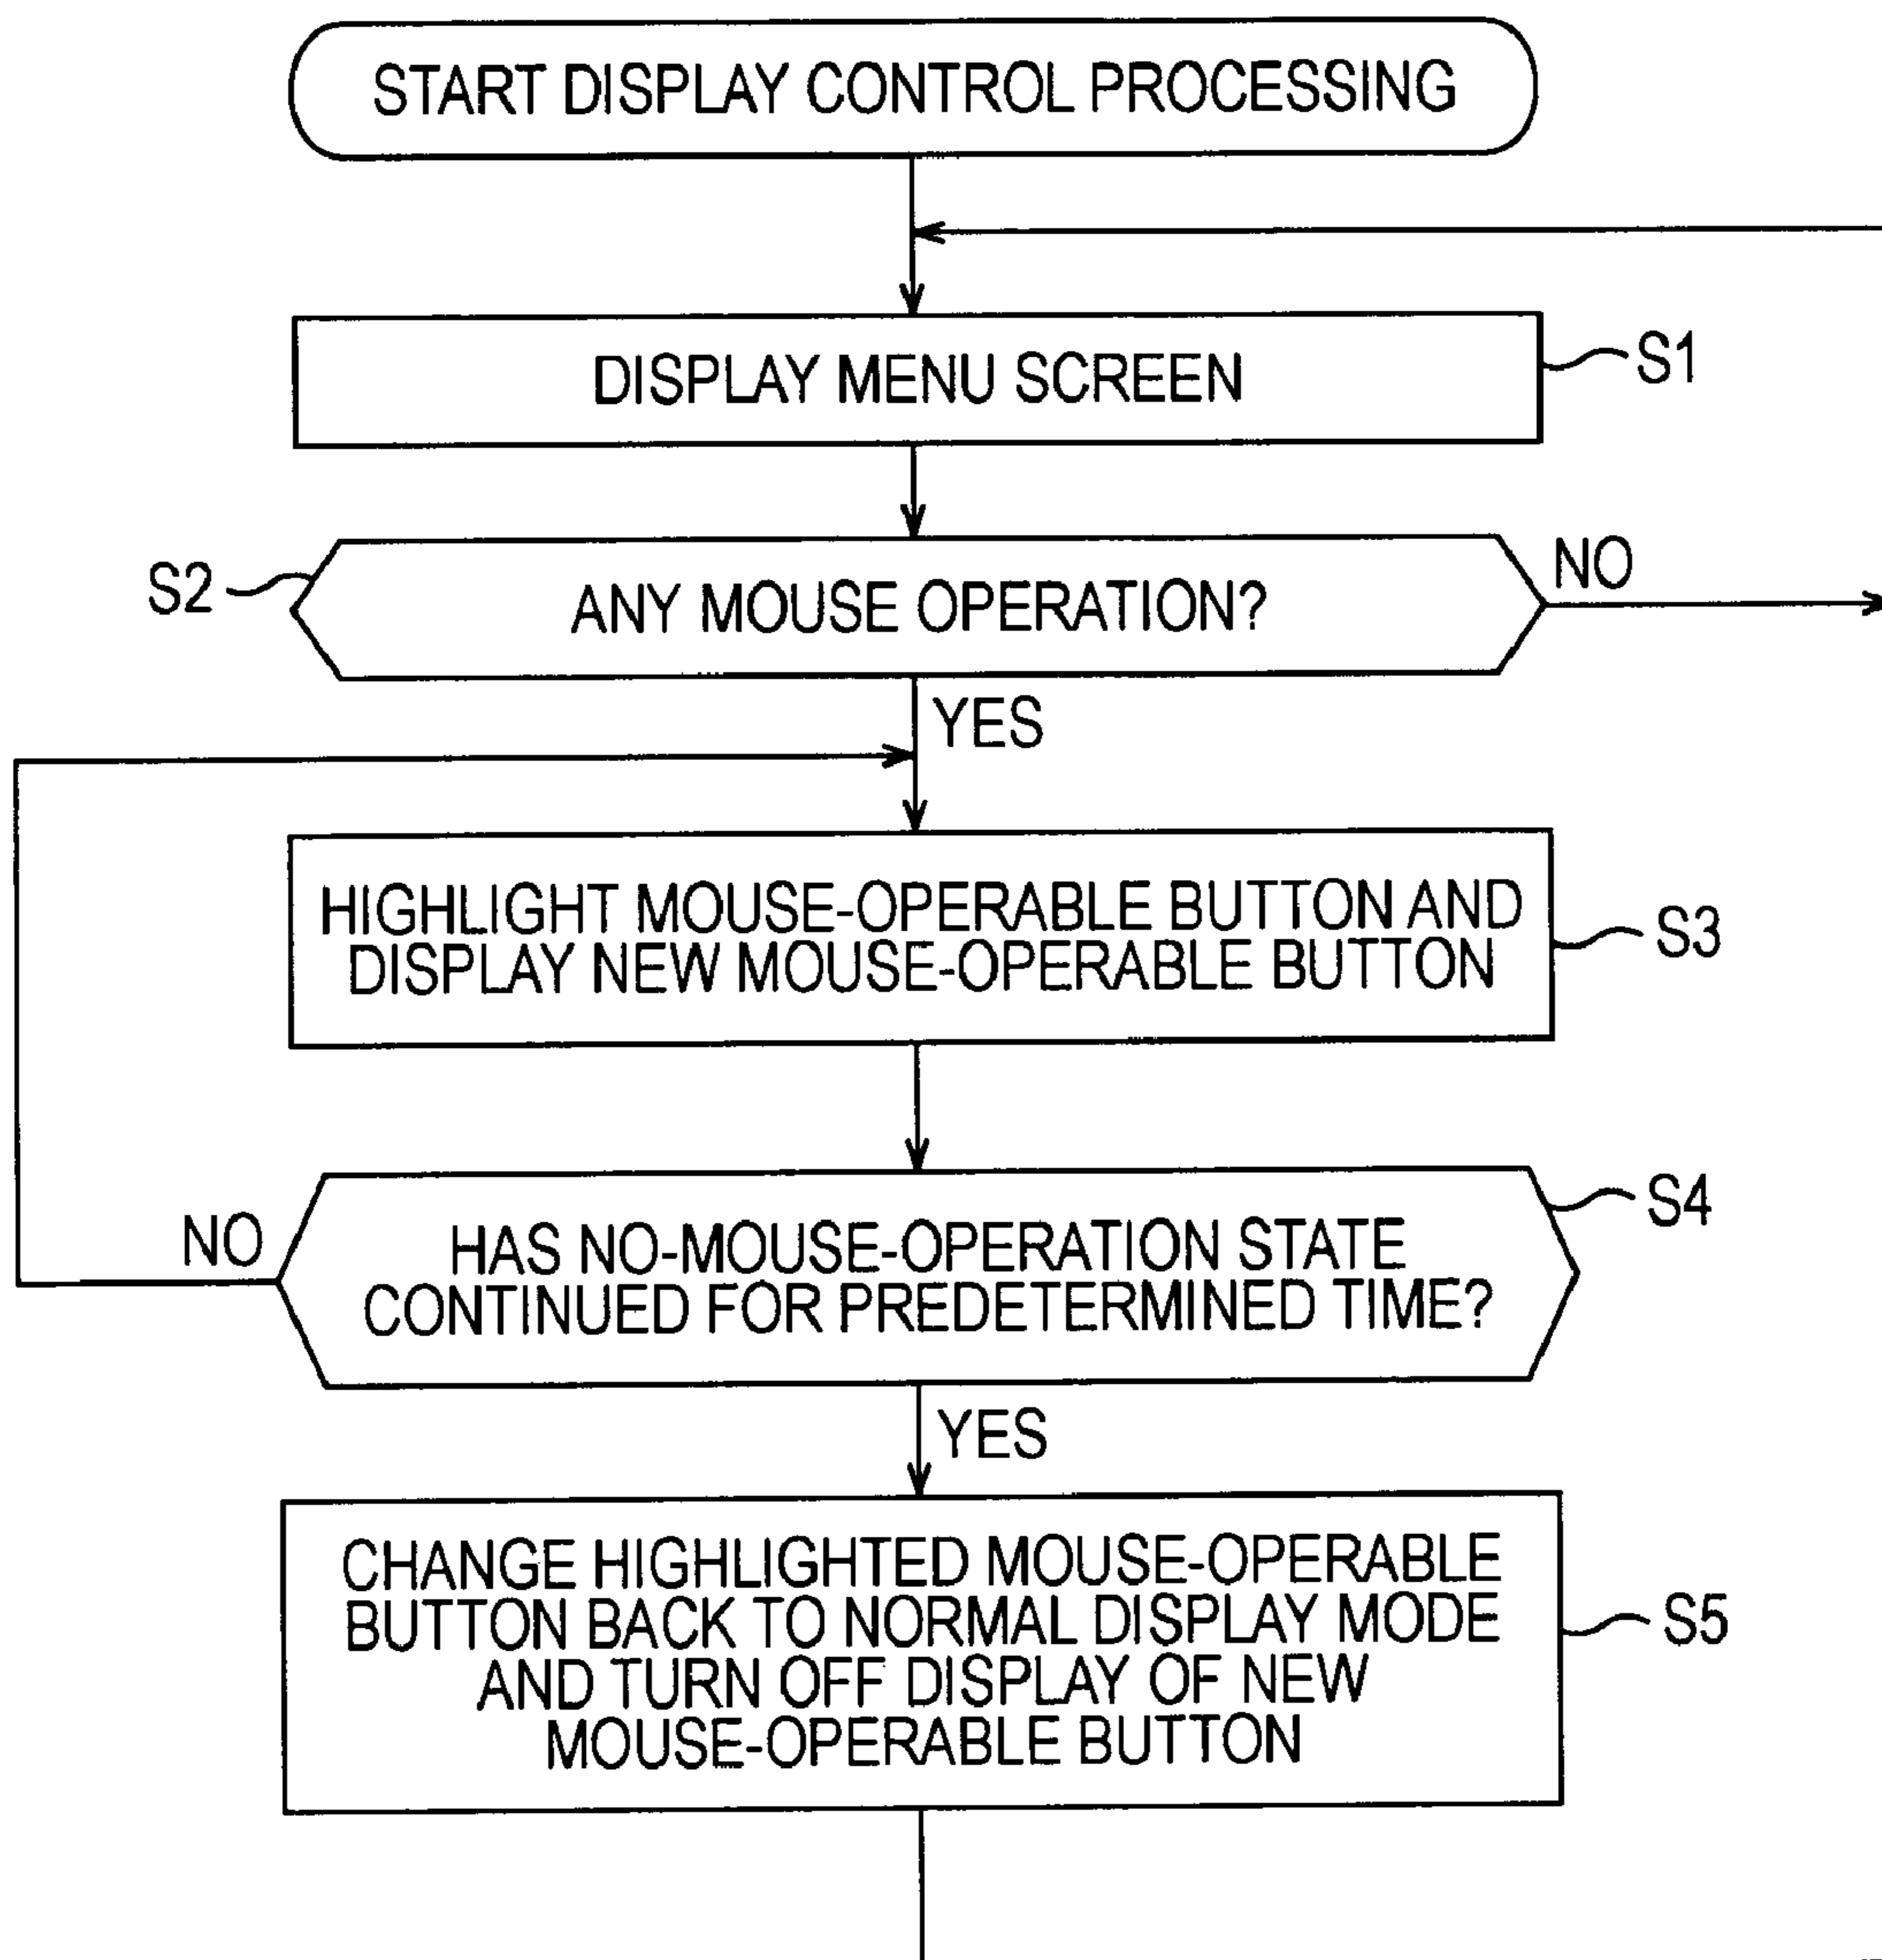 START DISPLAY CONTROL PROCESSING
DISPLAY MENU SCREEN
S1
S2
ANY MOUSE OPERATION?
NO
YES
HIGHLIGHT MOUSE-OPERABLE BUTTON AND
DISPLAY NEW MOUSE-OPERABLE BUTTON
S3
NO
HAS NO-MOUSE-OPERATION STATE
CONTINUED FOR PREDETERMINED TIME?
S4
YES
CHANGE HIGHLIGHTED MOUSE-OPERABLE
BUTTON BACK TO NORMAL DISPLAY MODE
AND TURN OFF DISPLAY OF NEW
MOUSE-OPERABLE BUTTON
S5